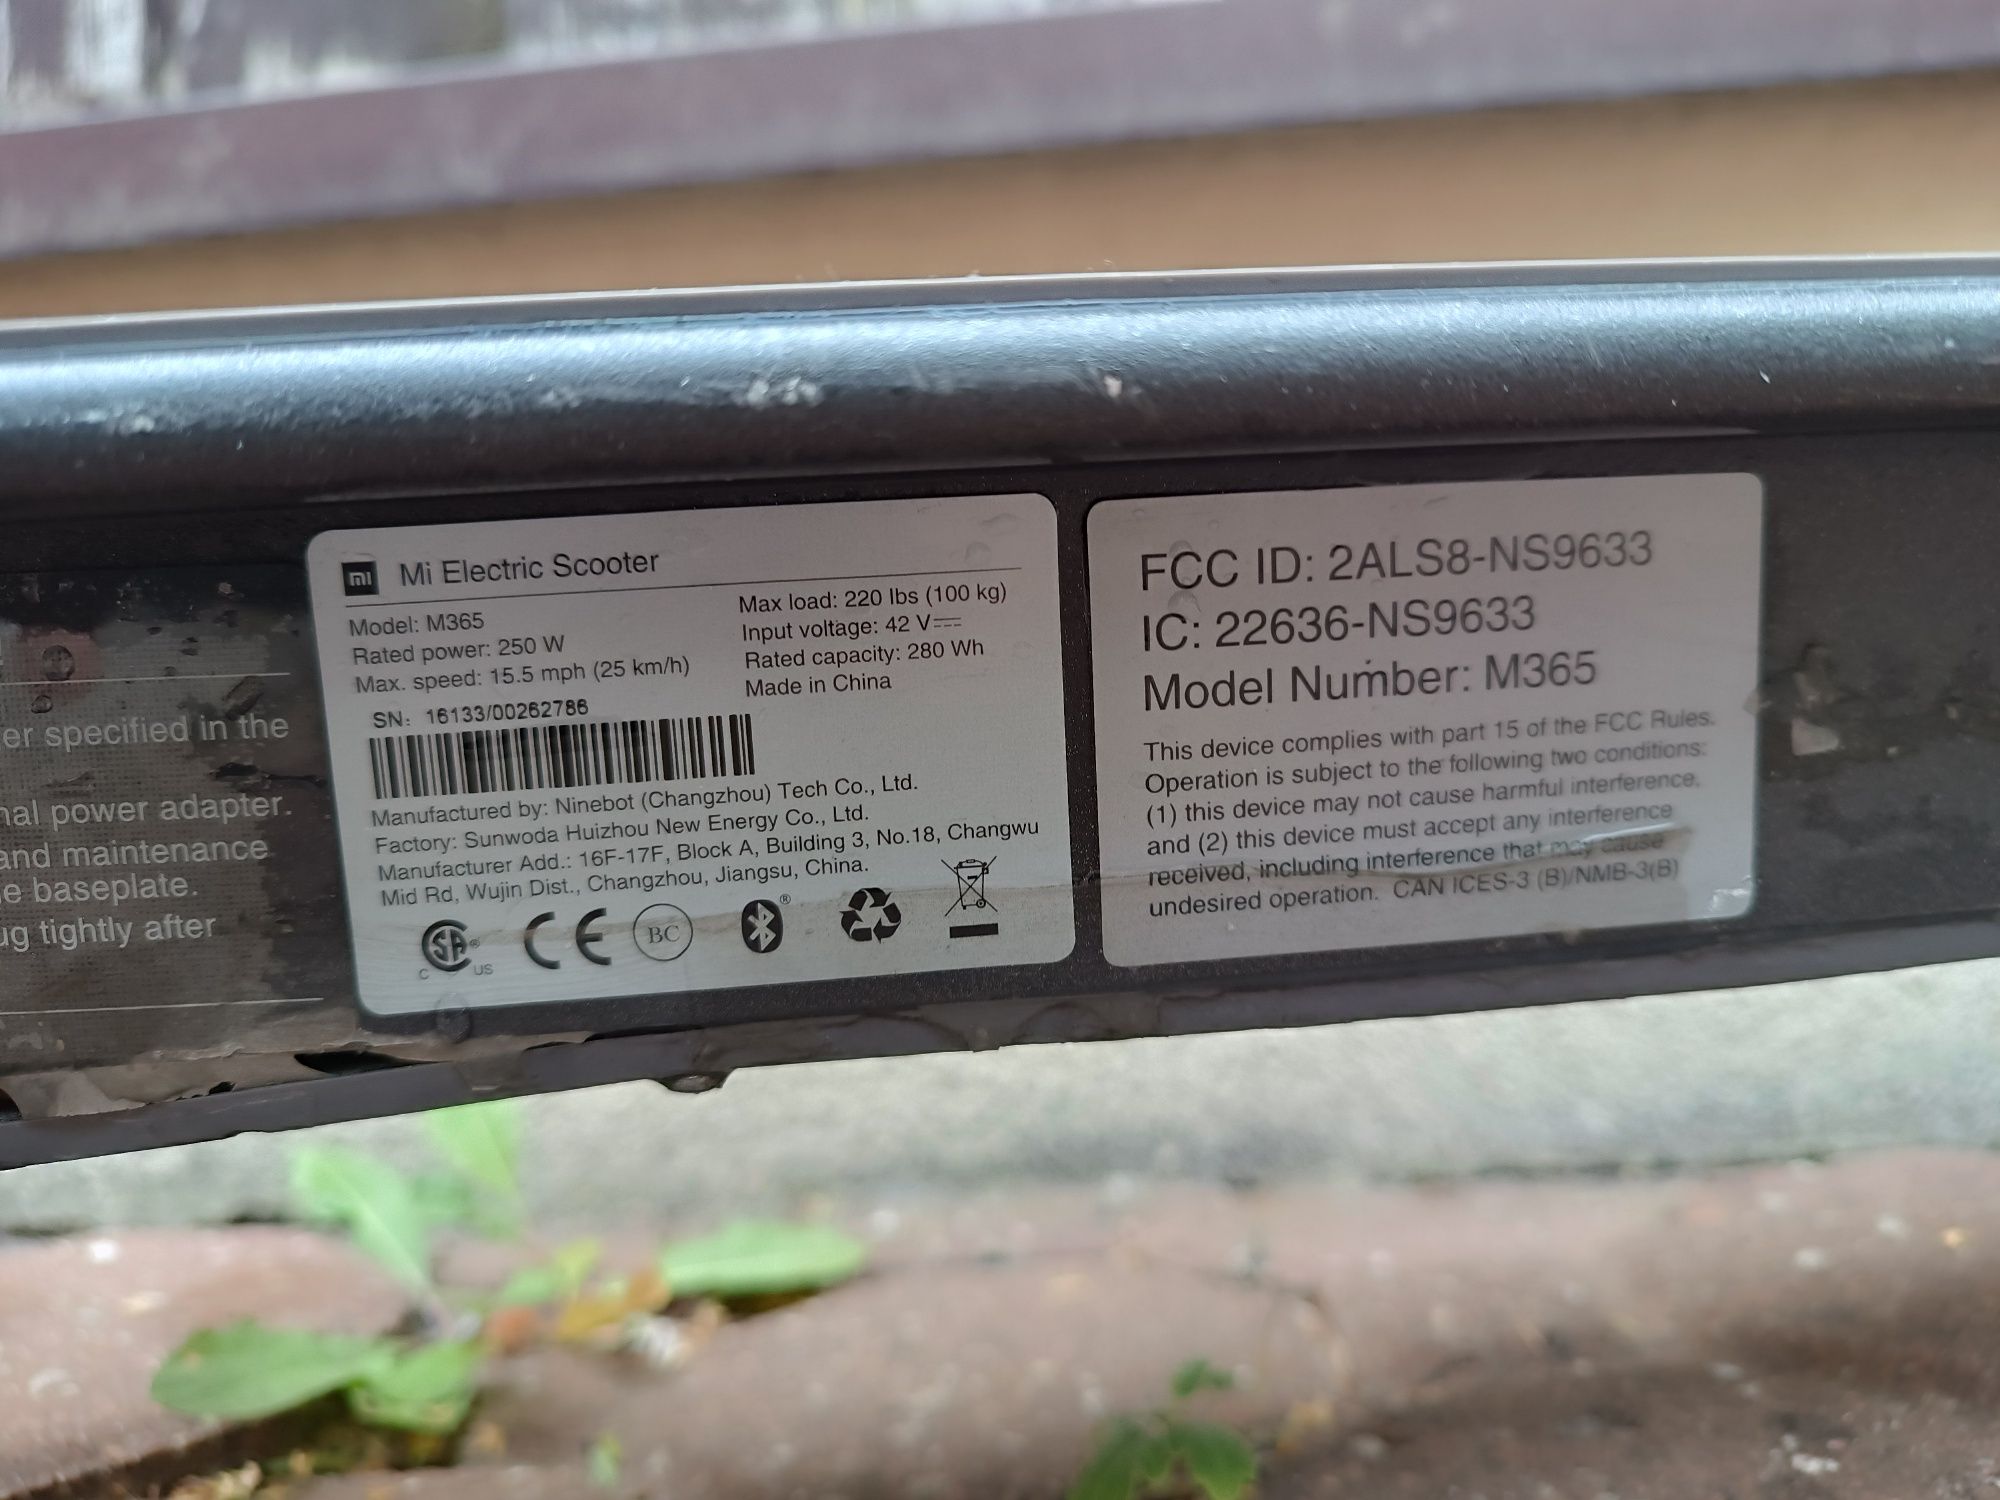 er specified in the
nal power adapter.
and maintenance
e baseplate.
ug tightly after
mi Mi Electric Scooter
Model: M365
Rated power: 250 W
Max. speed: 15.5 mph (25 km/h)
Max load: 220 lbs (100 kg)
Input voltage: 42 V⎓
Rated capacity: 280 Wh
Made in China
SN: 16133/00262786
Manufactured by: Ninebot (Changzhou) Tech Co., Ltd.
Factory: Sunwoda Huizhou New Energy Co., Ltd.
Manufacturer Add.: 16F-17F, Block A, Building 3, No.18, Changwu
Mid Rd, Wujin Dist., Changzhou, Jiangsu, China.
C SA® US CE BC ®
FCC ID: 2ALS8-NS9633
IC: 22636-NS9633
Model Number: M365
This device complies with part 15 of the FCC Rules.
Operation is subject to the following two conditions:
(1) this device may not cause harmful interference,
and (2) this device must accept any interference
received, including interference that may cause
undesired operation. CAN ICES-3 (B)/NMB-3(B)